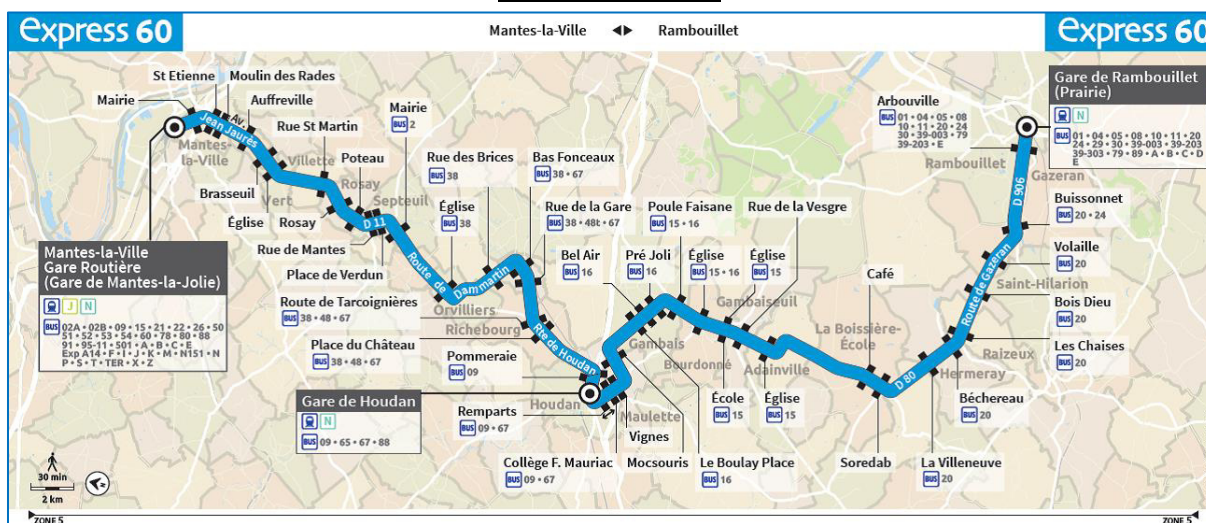 express 60
Mantes-la-Ville ◄► Rambouillet
express 60
St Etienne
Moulin des Rades
Mairie
Auffreville
Av Jean Jaurès
Mantes-
la-Ville
Rue St Martin
Mairie
BUS 2
Villette
Poteau
Rosay
Septeuil
Brasseuil
Vert
Église
Rosay
D 11
Rue de Mantes
Place de Verdun
Mantes-la-Ville
Gare Routière
(Gare de Mantes-la-Jolie)
J N
BUS 02A • 02B • 09 • 15 • 21 • 22 • 26 • 50
51 • 52 • 53 • 54 • 60 • 78 • 80 • 88
91 • 95-11 • 501 • A • B • C • E
Exp A14 • F • I • J • K • M • N151 • N
P • S • T • TER • X • Z
Rue des Brices
BUS 38
Bas Fonceaux
BUS 38 • 67
Église
BUS 38
Rue de la Gare
BUS 38 • 48t • 67
Route de Dammartin
Orvilliers
Richebourg
Route de Tarcoignières
BUS 38 • 48 • 67
Place du Château
BUS 38 • 48 • 67
Rte de Houdan
Pommeraie
BUS 09
Gare de Houdan
N
BUS 09 • 65 • 67 • 88
Houdan
Remparts
BUS 09 • 67
Maulette
Vignes
Collège F. Mauriac
BUS 09 • 67
Mocsouris
Le Boulay Place
BUS 16
Bel Air
BUS 16
Pré Joli
BUS 16
Poule Faisane
BUS 15 • 16
Rue de la Vesgre
Église
BUS 15 • 16
Église
BUS 15
Gambais
Gambaiseuil
Bourdonné
Adainville
École
BUS 15
Église
BUS 15
Café
La Boissière-
École
D 80
Soredab
La Villeneuve
BUS 20
Hermeray
Béchereau
BUS 20
Raizeux
Les Chaises
BUS 20
Bois Dieu
BUS 20
Saint-Hilarion
Volaille
BUS 20
Route de Gazeran
Buissonnet
BUS 20 • 24
D 906
Gazeran
Rambouillet
Arbouville
BUS 01 • 04 • 05 • 08
10 • 11 • 20 • 24
30 • 39-003 • 79
39-203 • E
Gare de Rambouillet
(Prairie)
N
BUS 01 • 04 • 05 • 08 • 10 • 11 • 20
24 • 29 • 30 • 39-003 • 39-203
39-303 • 79 • 89 • A • B • C • D
E
30 min
2 km
ZONE 5
ZONE 5